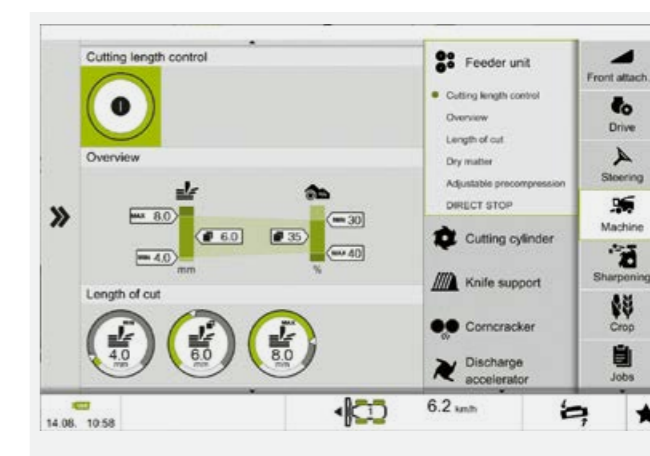 Cutting length control
Overview
MAX 8.0
6.0
35
MIN 30
MIN 4.0
MAX 40
mm
%
Length of cut
MIN
4.0
mm
6.0
mm
MAX
8.0
mm
Feeder unit
Cutting length control
Overview
Length of cut
Dry matter
Adjustable precompression
DIRECT STOP
Cutting cylinder
Knife support
Corncracker
Discharge
accelerator
Front attach.
Drive
Steering
Machine
Sharpening
Crop
Jobs
14.08. 10:58
1
6.2 km/h